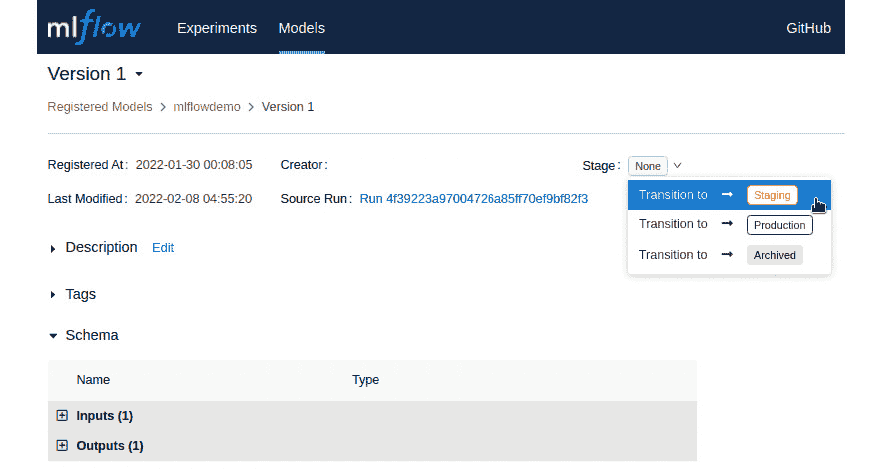 mlflow Experiments Models GitHub
Version 1
Registered Models > mlflowdemo > Version 1
Registered At: 2022-01-30 00:08:05 Creator: Stage: None
Last Modified: 2022-02-08 04:55:20 Source Run: Run 4f39223a97004726a85ff70ef9bf82f3
Transition to → Staging
Transition to → Production
Transition to → Archived
Description Edit
Tags
Schema
Name Type
Inputs (1)
Outputs (1)